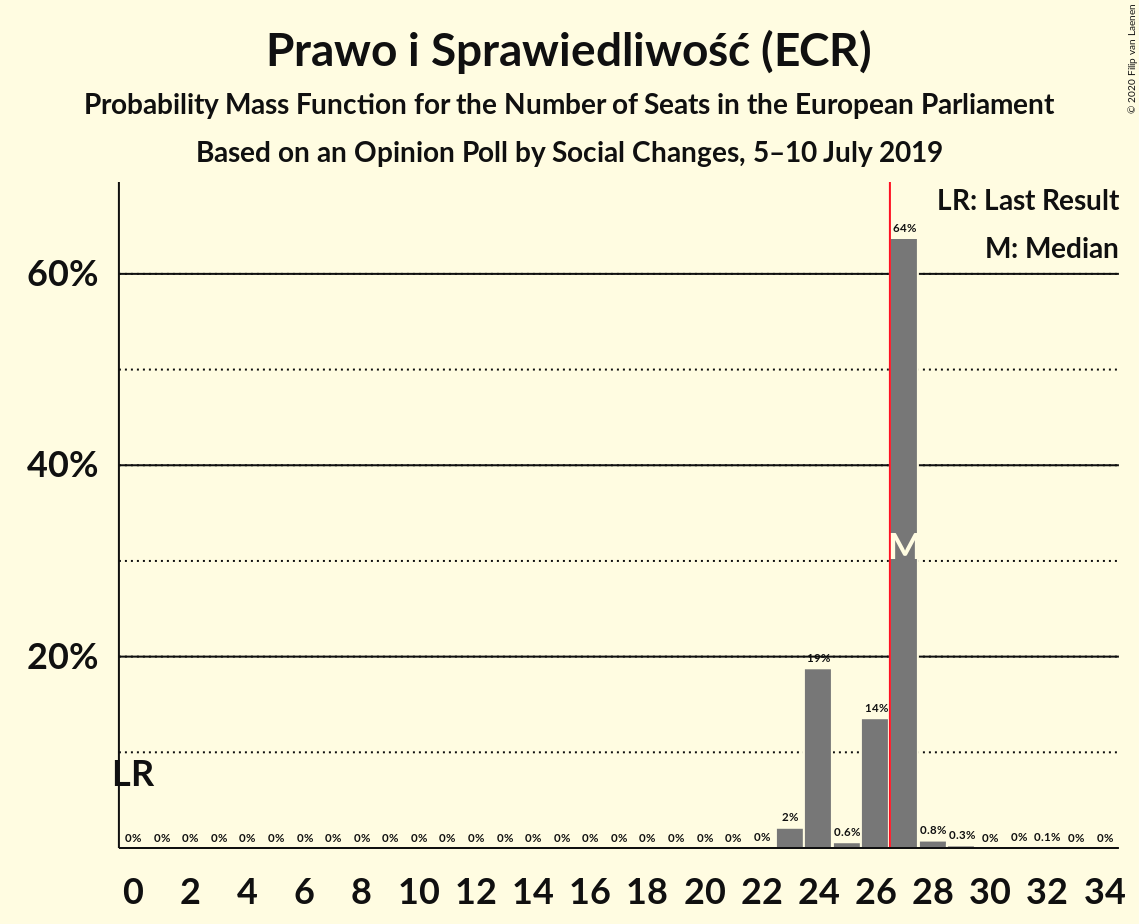 Prawo i Sprawiedliwość (ECR)
Probability Mass Function for the Number of Seats in the European Parliament
Based on an Opinion Poll by Social Changes, 5–10 July 2019
© 2020 Filip van Laenen
LR: Last Result
M: Median
64%
60%
40%
M
20%
19%
14%
LR
2%
0% 0% 0% 0% 0% 0% 0% 0% 0% 0% 0% 0% 0% 0% 0% 0% 0% 0% 0% 0% 0% 0% 0% 0.6% 0.8% 0.3% 0% 0% 0.1% 0% 0%
0 2 4 6 8 10 12 14 16 18 20 22 24 26 28 30 32 34